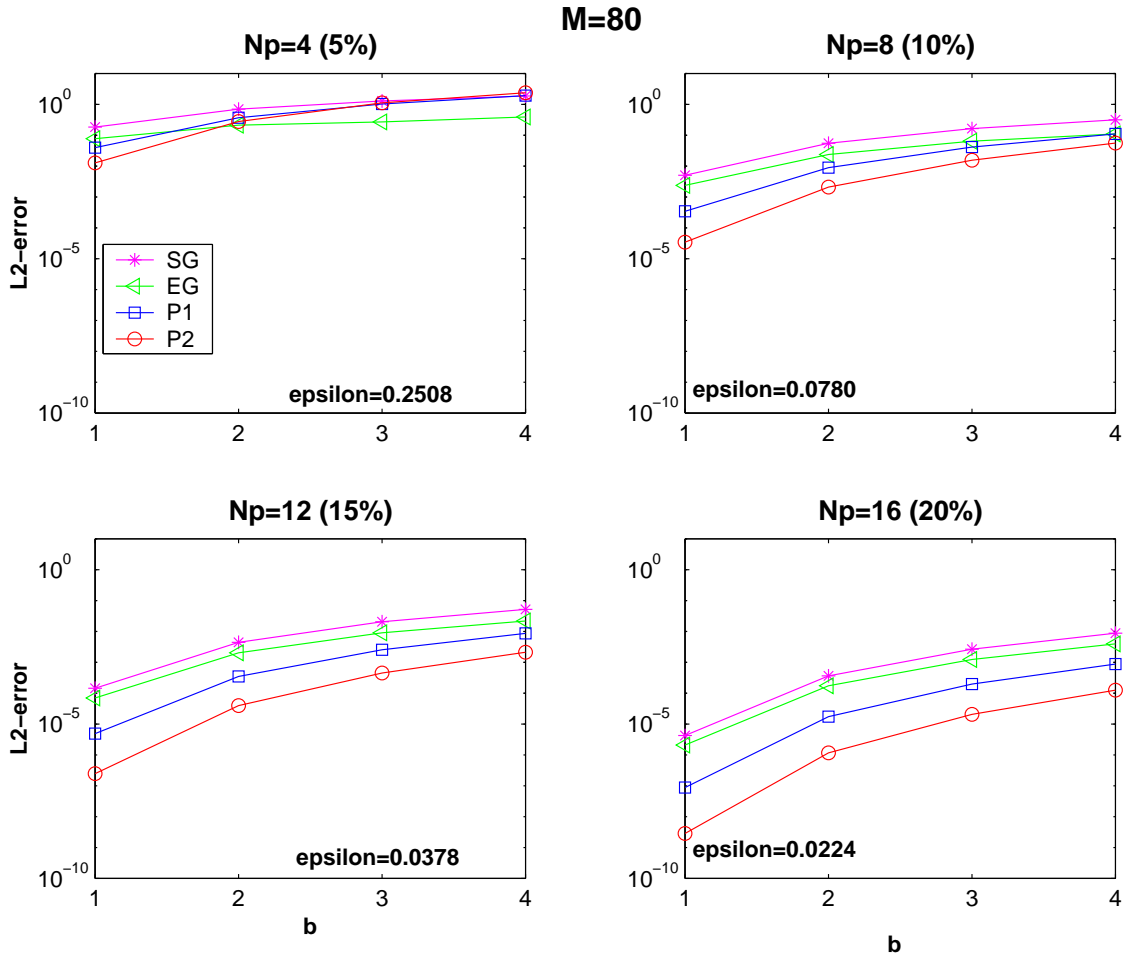 M=80
Np=4 (5%)
10^0
10^-5
10^-10
L2-error
SG
EG
P1
P2
epsilon=0.2508
1 2 3 4
Np=8 (10%)
10^0
10^-5
10^-10
epsilon=0.0780
1 2 3 4
Np=12 (15%)
10^0
10^-5
10^-10
L2-error
epsilon=0.0378
1 2 3 4
b
Np=16 (20%)
10^0
10^-5
10^-10
epsilon=0.0224
1 2 3 4
b